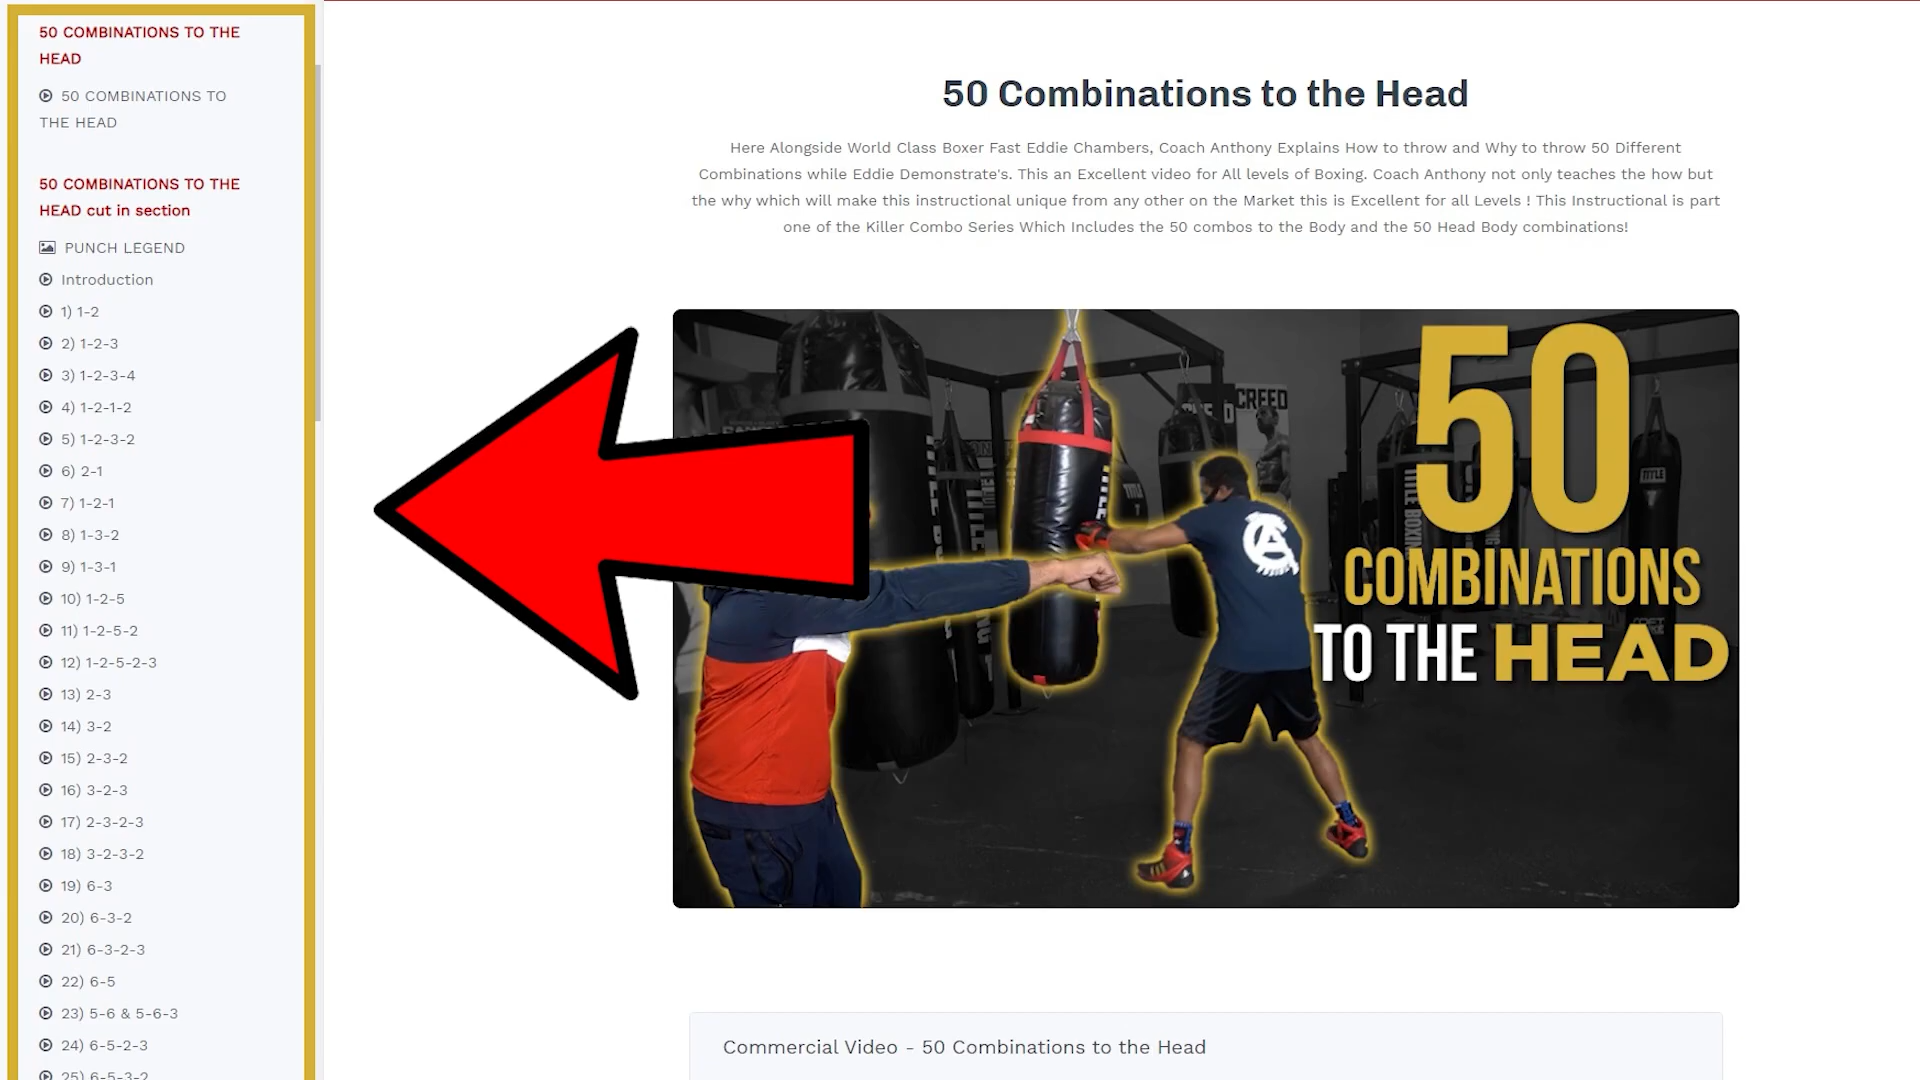 50 COMBINATIONS TO THE
HEAD
50 COMBINATIONS TO
THE HEAD
50 COMBINATIONS TO THE
HEAD cut in section
PUNCH LEGEND
Introduction
1) 1-2
2) 1-2-3
3) 1-2-3-4
4) 1-2-1-2
5) 1-2-3-2
6) 2-1
7) 1-2-1
8) 1-3-2
9) 1-3-1
10) 1-2-5
11) 1-2-5-2
12) 1-2-5-2-3
13) 2-3
14) 3-2
15) 2-3-2
16) 3-2-3
17) 2-3-2-3
18) 3-2-3-2
19) 6-3
20) 6-3-2
21) 6-3-2-3
22) 6-5
23) 5-6 & 5-6-3
24) 6-5-2-3
25) 6-5-3-2
50 Combinations to the Head
Here Alongside World Class Boxer Fast Eddie Chambers, Coach Anthony Explains How to throw and Why to throw 50 Different
Combinations while Eddie Demonstrate's. This an Excellent video for All levels of Boxing. Coach Anthony not only teaches the how but
the why which will make this instructional unique from any other on the Market this is Excellent for all Levels ! This Instructional is part
one of the Killer Combo Series Which Includes the 50 combos to the Body and the 50 Head Body combinations!
50
COMBINATIONS
TO THE HEAD
CREED
TITLE
TITLE
TITLE BOXING
Commercial Video - 50 Combinations to the Head